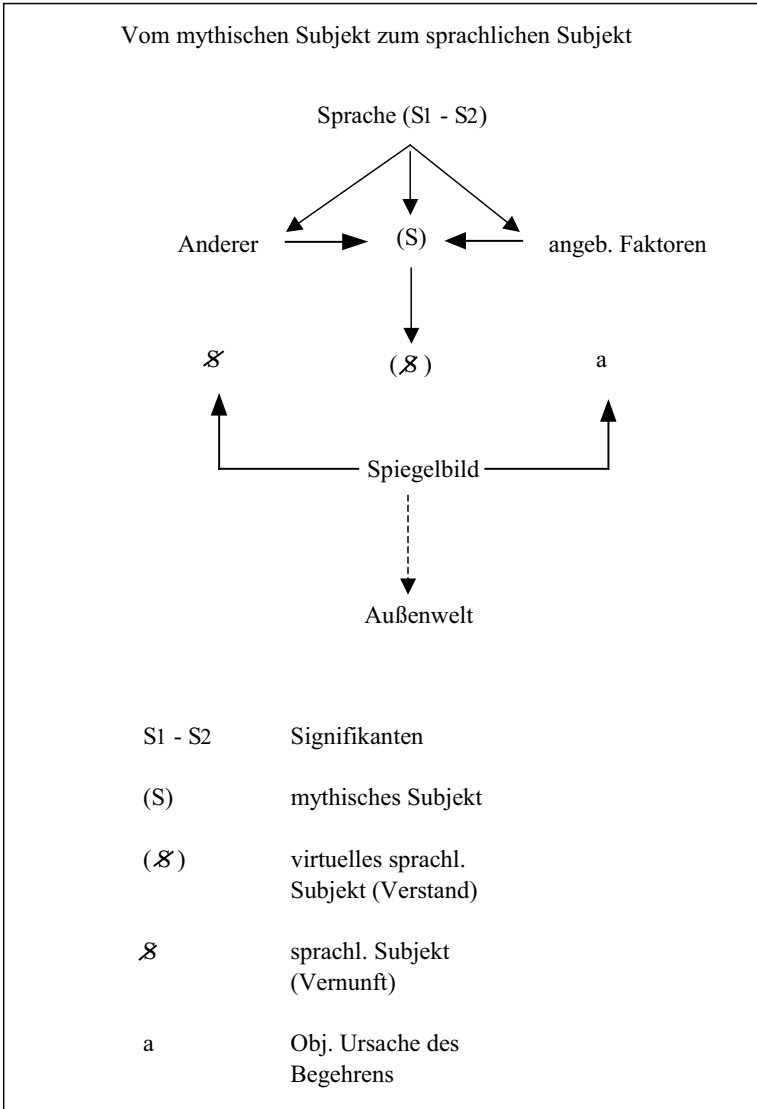 Vom mythischen Subjekt zum sprachlichen Subjekt
Sprache (S1 - S2)
Anderer (S) angeb. Faktoren
$ ($) a
Spiegelbild
Außenwelt
S1 - S2 Signifikanten
(S) mythisches Subjekt
($) virtuelles sprachl.
Subjekt (Verstand)
$ sprachl. Subjekt
(Vernunft)
a Obj. Ursache des
Begehrens